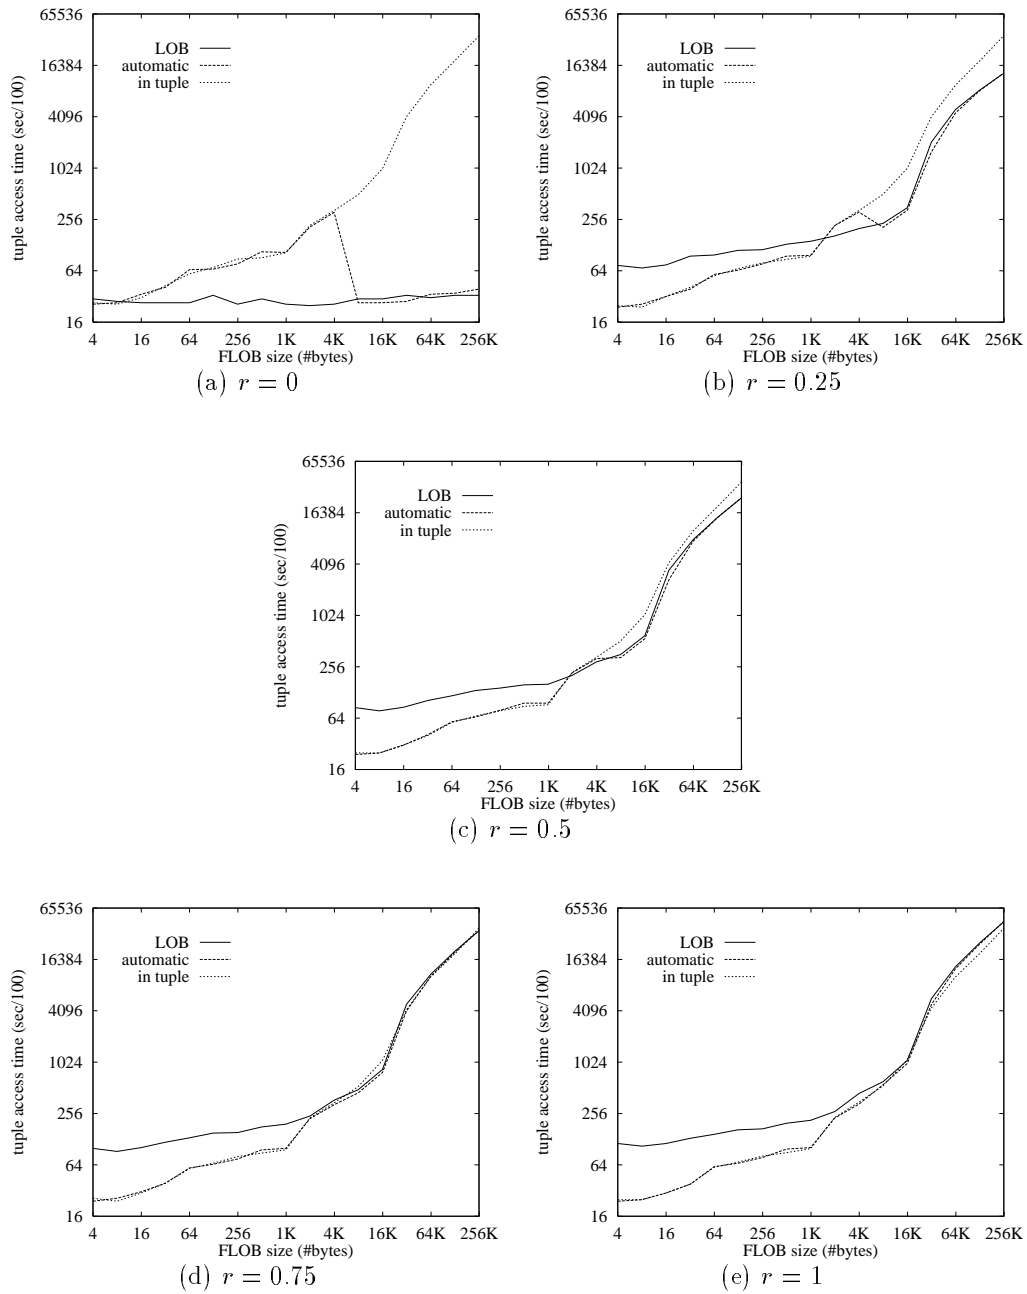 65536
16384
4096
1024
256
64
16
tuple access time (sec/100)
LOB
automatic
in tuple
4 16 64 256 1K 4K 16K 64K 256K
FLOB size (#bytes)
(a) r = 0
65536
16384
4096
1024
256
64
16
tuple access time (sec/100)
LOB
automatic
in tuple
4 16 64 256 1K 4K 16K 64K 256K
FLOB size (#bytes)
(b) r = 0.25
65536
16384
4096
1024
256
64
16
tuple access time (sec/100)
LOB
automatic
in tuple
4 16 64 256 1K 4K 16K 64K 256K
FLOB size (#bytes)
(c) r = 0.5
65536
16384
4096
1024
256
64
16
tuple access time (sec/100)
LOB
automatic
in tuple
4 16 64 256 1K 4K 16K 64K 256K
FLOB size (#bytes)
(d) r = 0.75
65536
16384
4096
1024
256
64
16
tuple access time (sec/100)
LOB
automatic
in tuple
4 16 64 256 1K 4K 16K 64K 256K
FLOB size (#bytes)
(e) r = 1